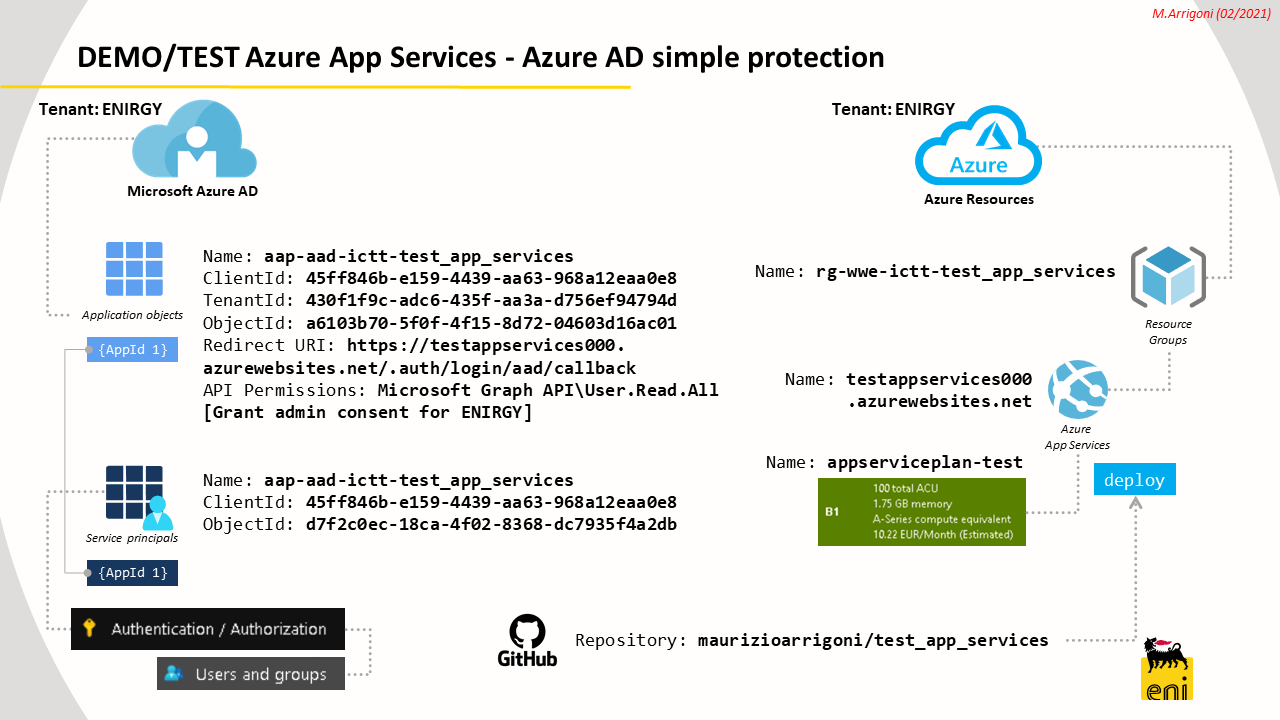 M.Arrigoni (02/2021)
DEMO/TEST Azure App Services - Azure AD simple protection
Tenant: ENIRGY
Microsoft Azure AD
Application objects
{AppId 1}
Name: aap-aad-ictt-test_app_services
ClientId: 45ff846b-e159-4439-aa63-968a12eaa0e8
TenantId: 430f1f9c-adc6-435f-aa3a-d756ef94794d
ObjectId: a6103b70-5f0f-4f15-8d72-04603d16ac01
Redirect URI: https://testappservices000.
azurewebsites.net/.auth/login/aad/callback
API Permissions: Microsoft Graph API\User.Read.All
[Grant admin consent for ENIRGY]
Service principals
{AppId 1}
Name: aap-aad-ictt-test_app_services
ClientId: 45ff846b-e159-4439-aa63-968a12eaa0e8
ObjectId: d7f2c0ec-18ca-4f02-8368-dc7935f4a2db
Authentication / Authorization
Users and groups
Tenant: ENIRGY
Azure
Azure Resources
Name: rg-wwe-ictt-test_app_services
Resource
Groups
Name: testappservices000
.azurewebsites.net
Azure
App Services
Name: appserviceplan-test
B1
100 total ACU
1.75 GB memory
A-Series compute equivalent
10.22 EUR/Month (Estimated)
deploy
GitHub
Repository: maurizioarrigoni/test_app_services
eni